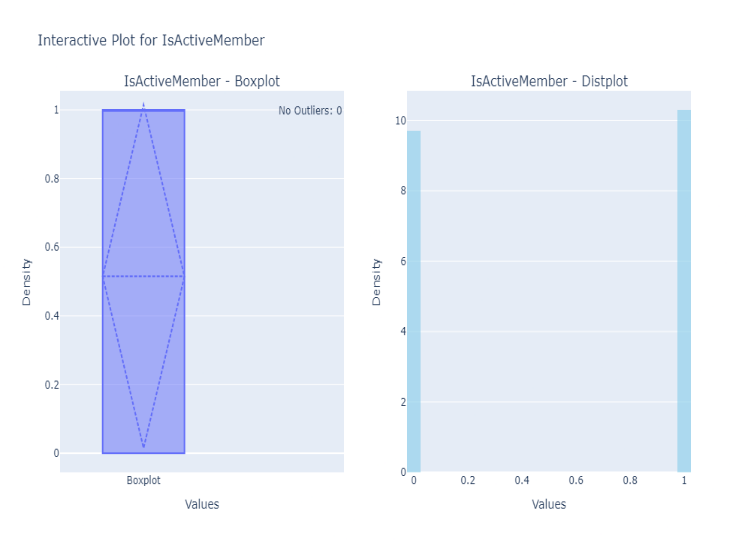 Interactive Plot for IsActiveMember
IsActiveMember - Boxplot
No Outliers: 0
1
0.8
0.6
0.4
0.2
0
Density
Boxplot
Values
IsActiveMember - Distplot
10
8
6
4
2
0
Density
0 0.2 0.4 0.6 0.8 1
Values